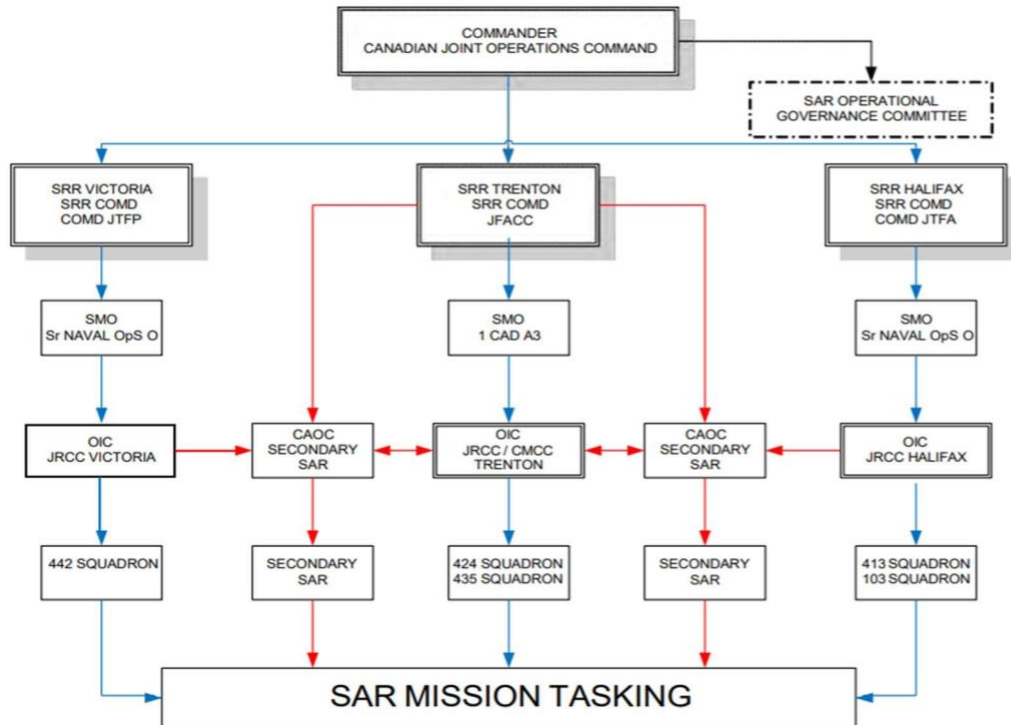 COMMANDER
CANADIAN JOINT OPERATIONS COMMAND
SAR OPERATIONAL
GOVERNANCE COMMITTEE
SRR VICTORIA
SRR COMD
COMD JTFP
SRR TRENTON
SRR COMD
JFACC
SRR HALIFAX
SRR COMD
COMD JTFA
SMO
Sr NAVAL OpS O
SMO
1 CAD A3
SMO
Sr NAVAL OpS O
OIC
JRCC VICTORIA
CAOC
SECONDARY
SAR
OIC
JRCC / CMCC
TRENTON
CAOC
SECONDARY
SAR
OIC
JRCC HALIFAX
442 SQUADRON
SECONDARY
SAR
424 SQUADRON
435 SQUADRON
SECONDARY
SAR
413 SQUADRON
103 SQUADRON
SAR MISSION TASKING